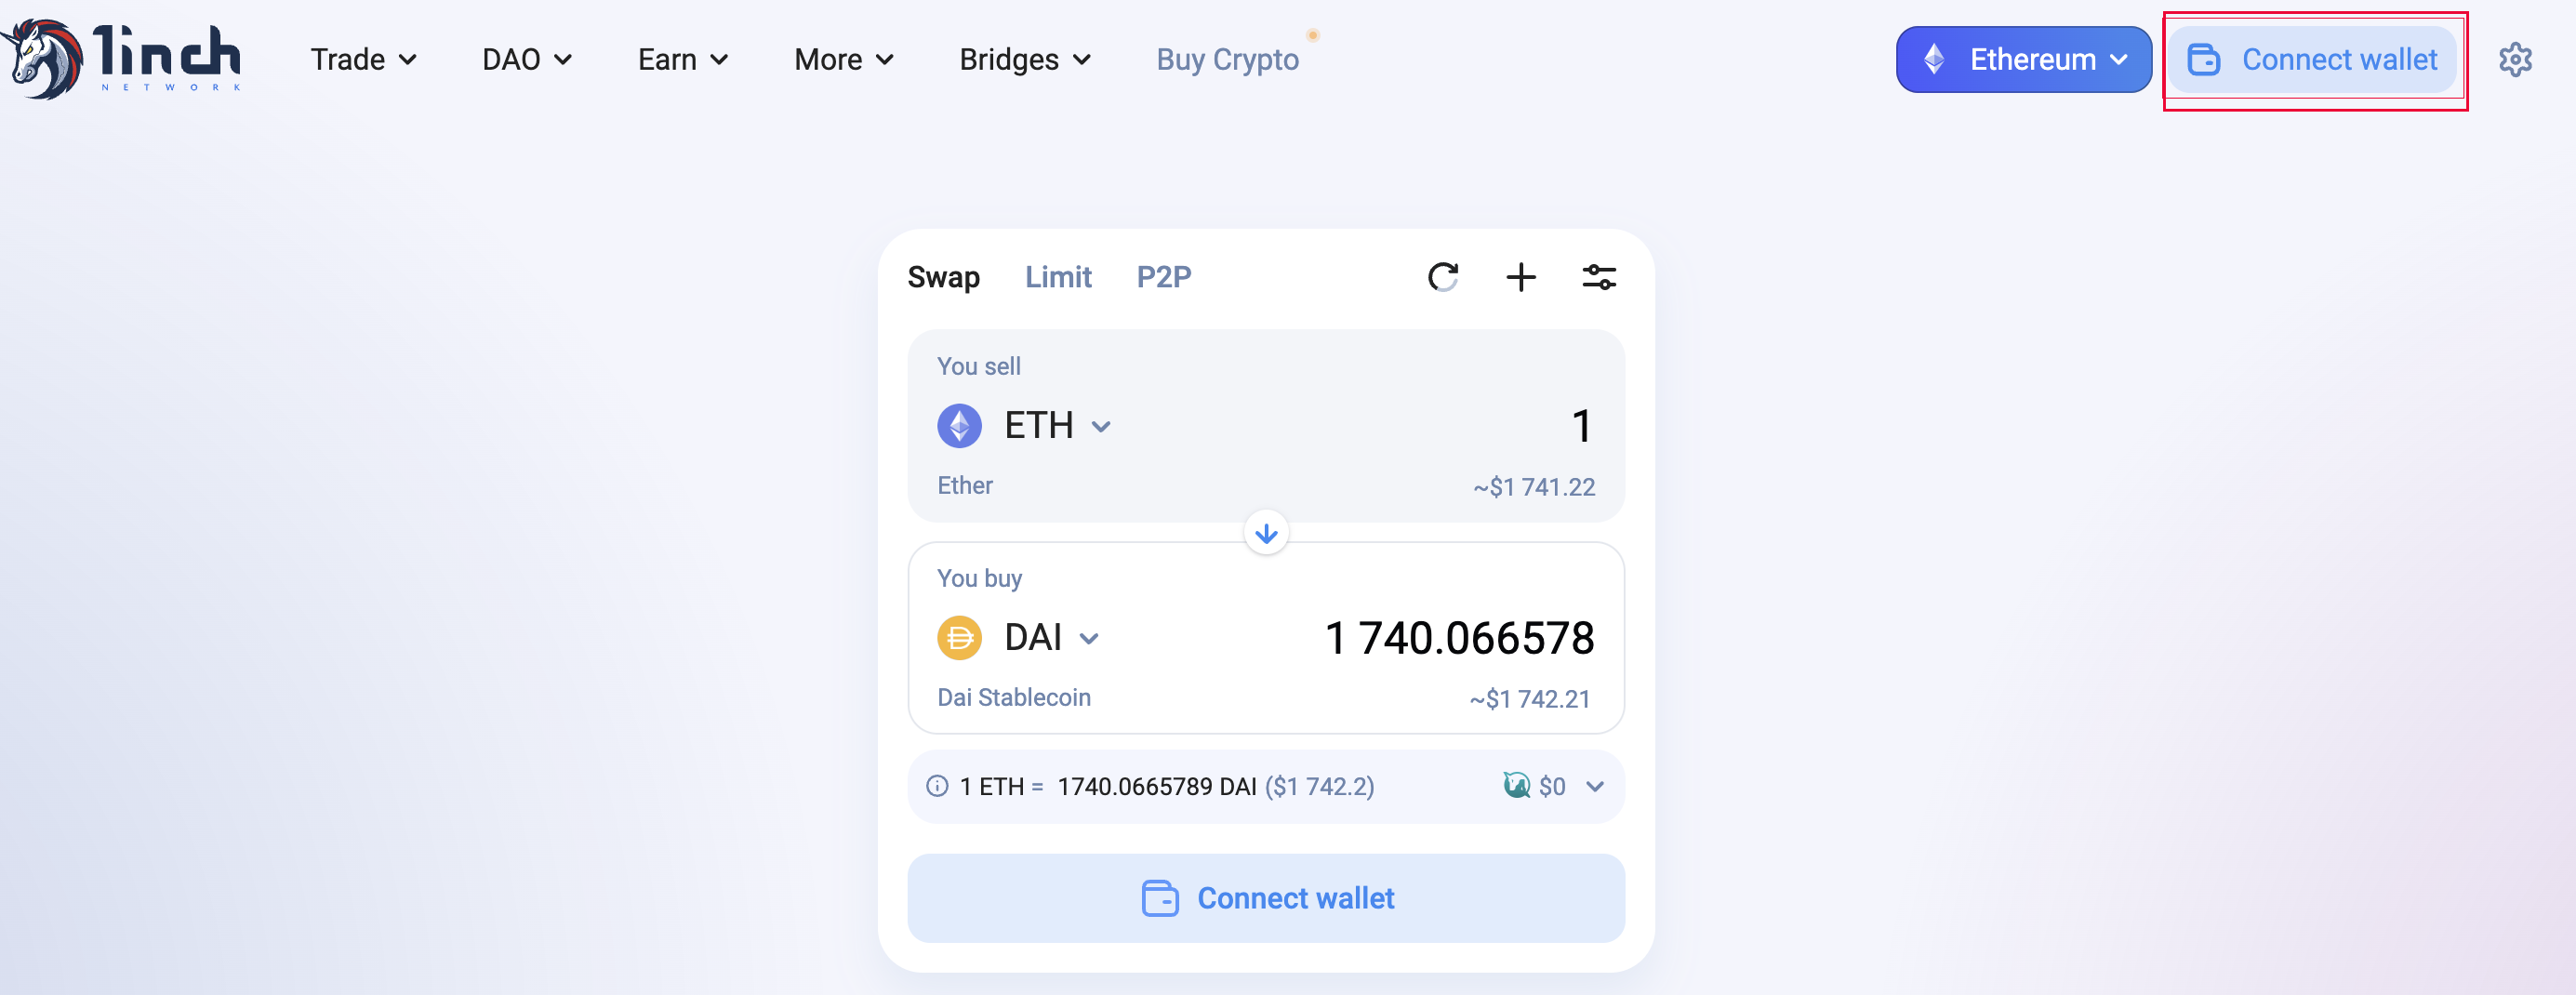 1inch
NETWORK
Trade DAO Earn More Bridges Buy Crypto Ethereum Connect wallet
Swap Limit P2P
You sell
ETH 1
Ether ~$1 741.22
You buy
DAI 1 740.066578
Dai Stablecoin ~$1 742.21
1 ETH = 1740.0665789 DAI ($1 742.2) $0
Connect wallet